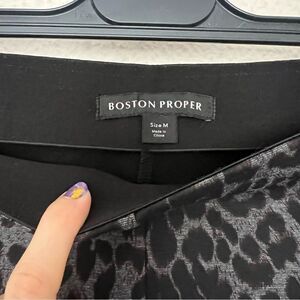 BOSTON PROPER
Size M
Made in
China